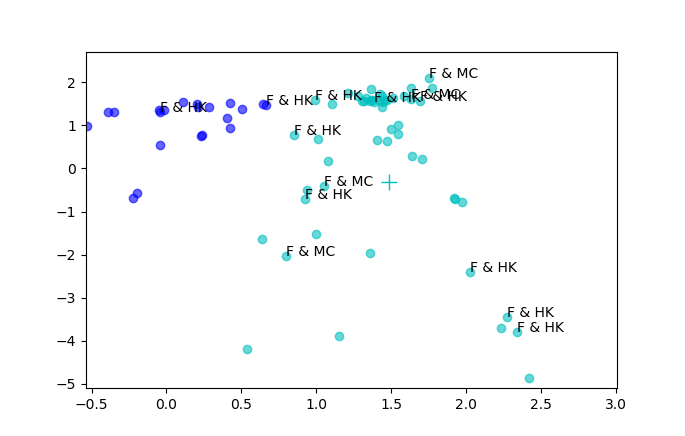 F & MC
F & HK
F & HK
F & HK
F & HK
F & MC
F & HK
F & HK
F & MC
F & HK
F & MC
F & HK
F & HK
F & HK
2
1
0
−1
−2
−3
−4
−5
−0.5
0.0
0.5
1.0
1.5
2.0
2.5
3.0